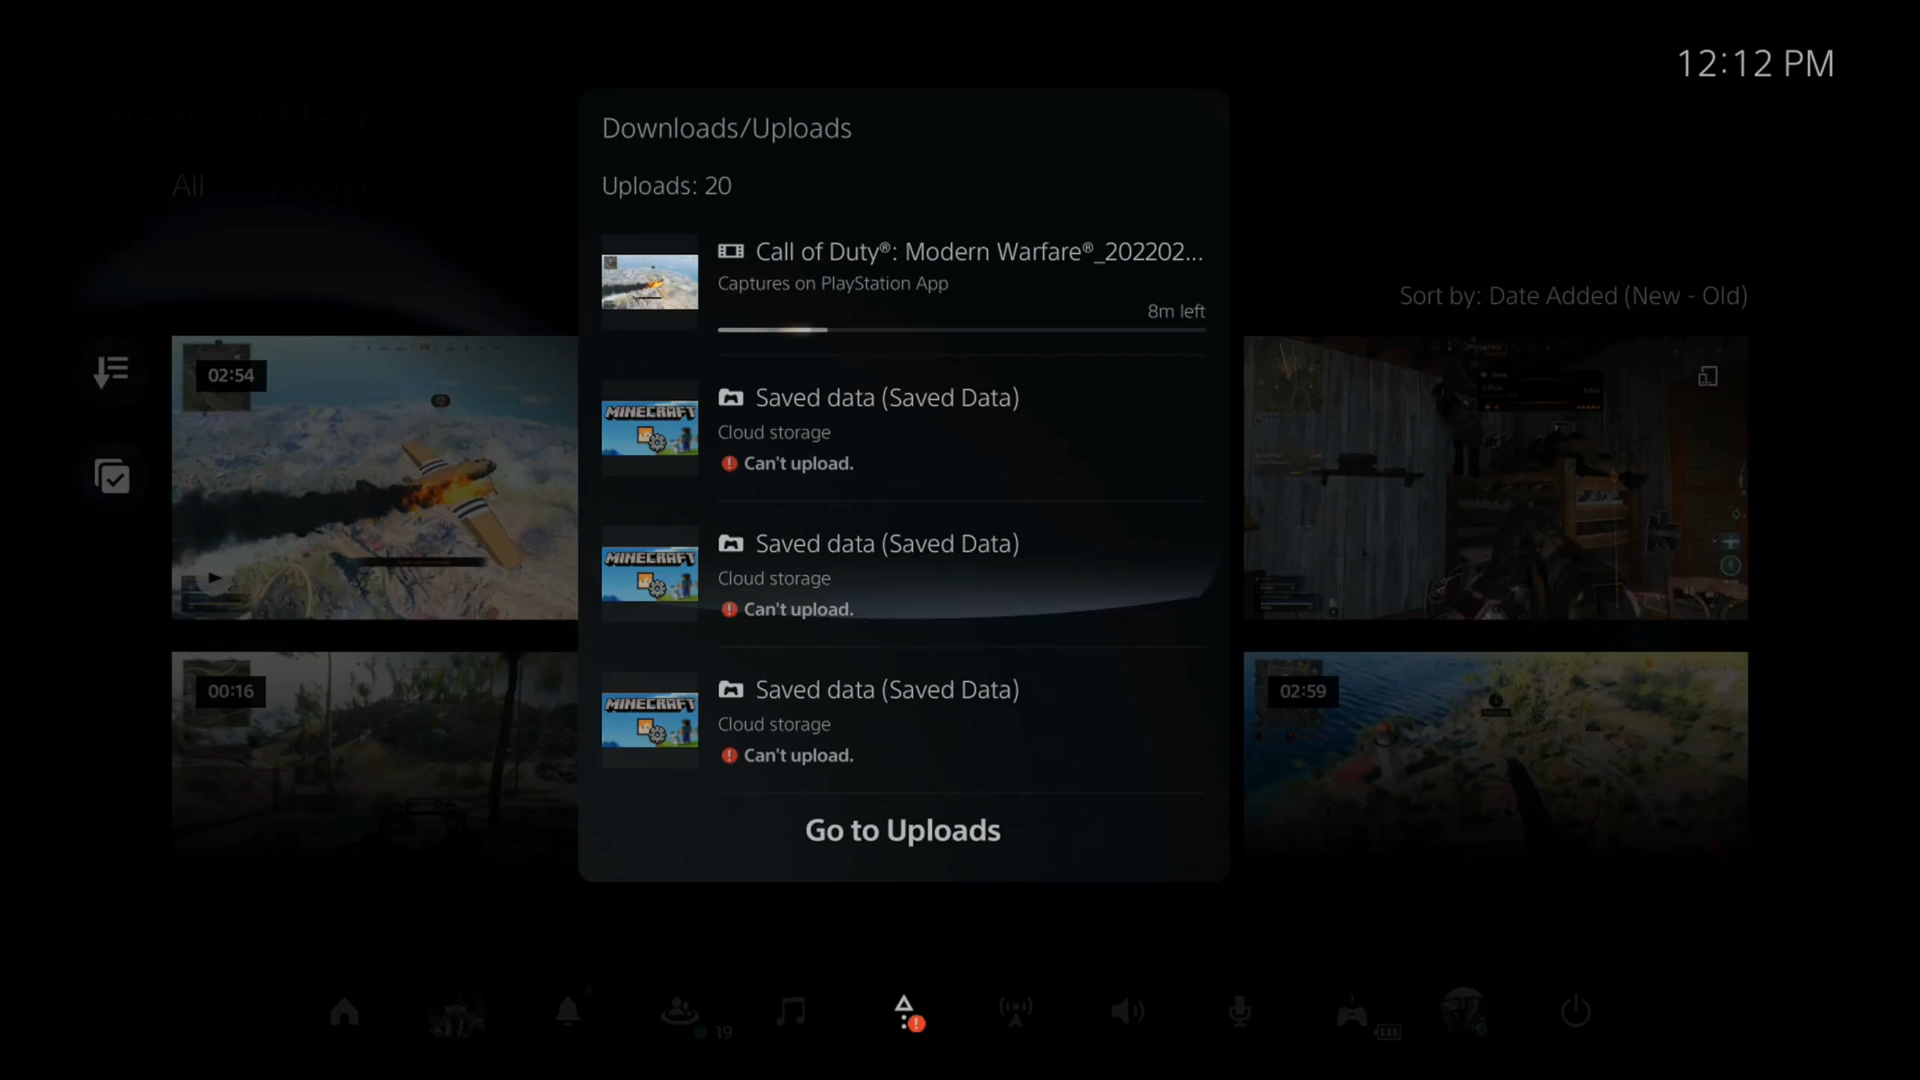 12:12 PM
Downloads/Uploads
All
Uploads: 20
Call of Duty®: Modern Warfare®_202202...
Captures on PlayStation App
8m left
Sort by: Date Added (New - Old)
02:54
MINECRAFT
Saved data (Saved Data)
Cloud storage
Can't upload.
MINECRAFT
Saved data (Saved Data)
Cloud storage
Can't upload.
00:16
MINECRAFT
Saved data (Saved Data)
Cloud storage
Can't upload.
02:59
Go to Uploads
19